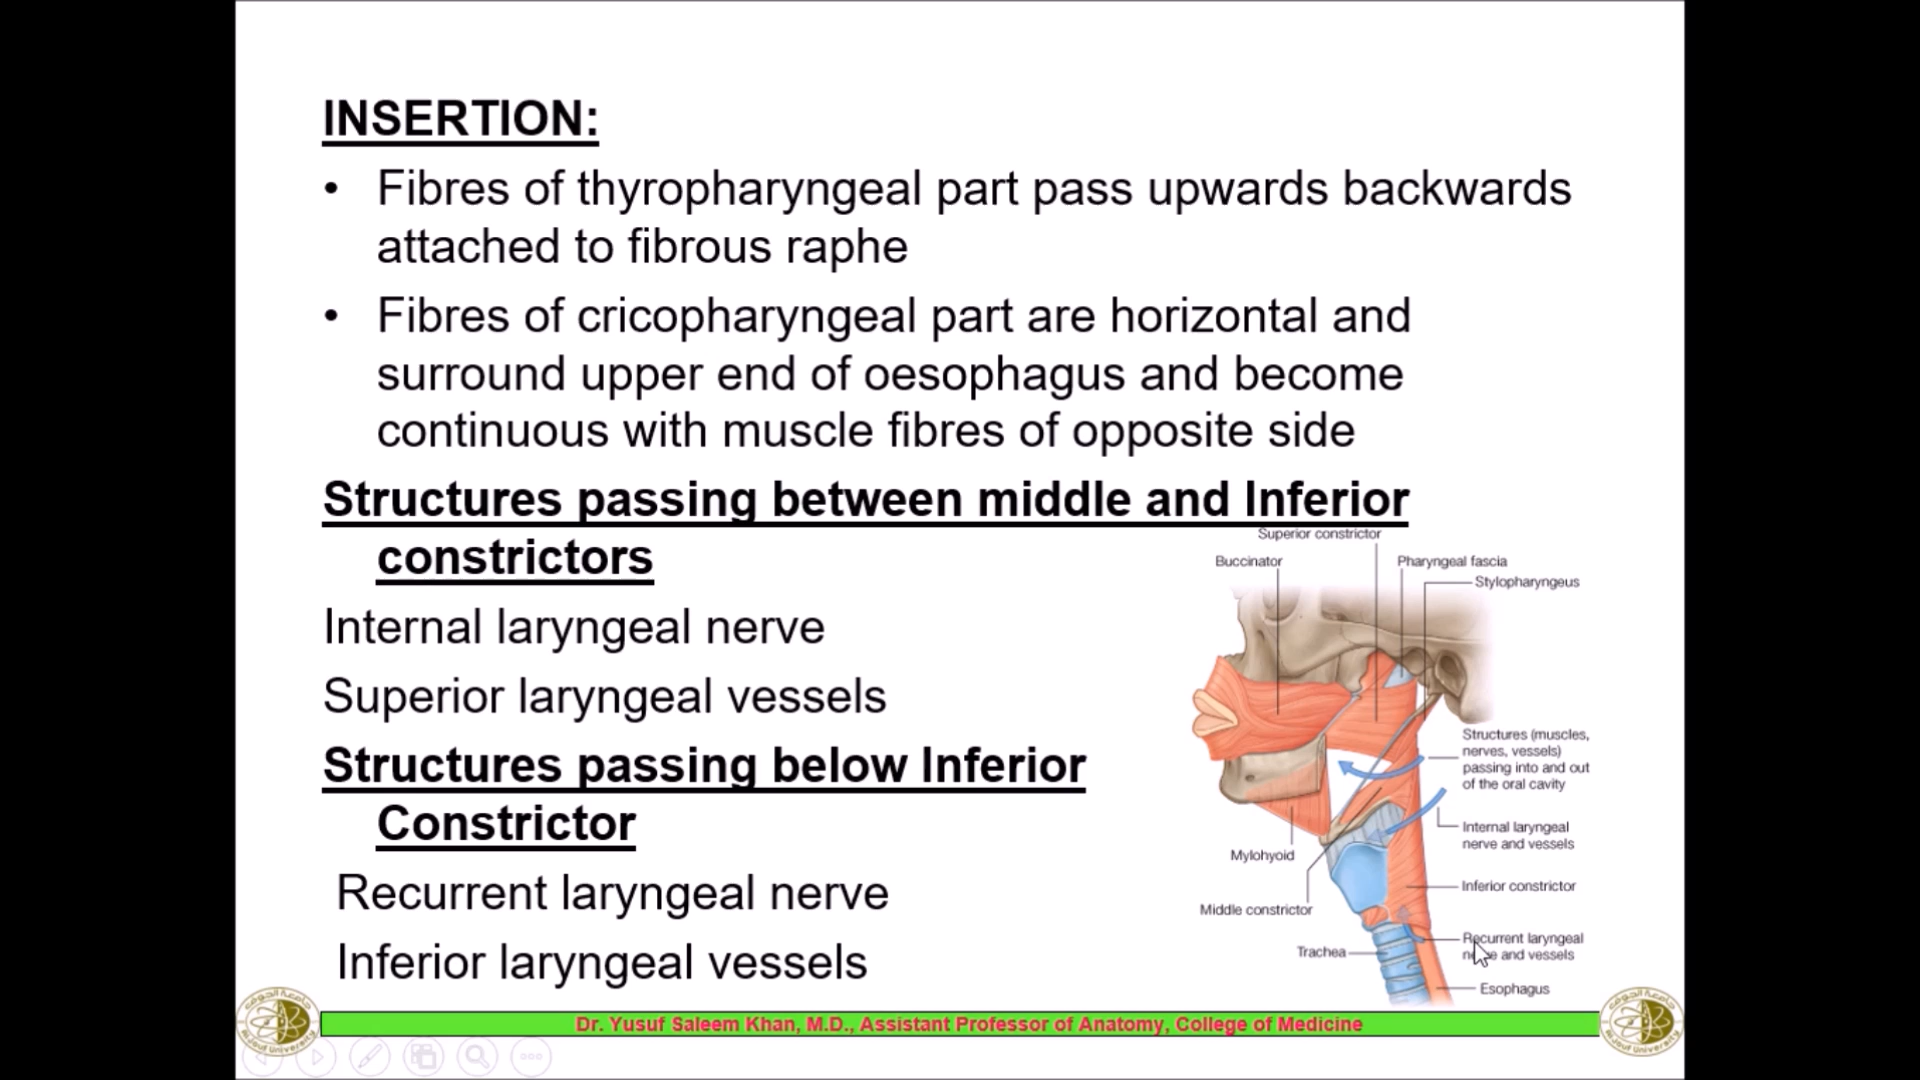 INSERTION:
• Fibres of thyropharyngeal part pass upwards backwards
attached to fibrous raphe
• Fibres of cricopharyngeal part are horizontal and
surround upper end of oesophagus and become
continuous with muscle fibres of opposite side
Structures passing between middle and Inferior
constrictors
Internal laryngeal nerve
Superior laryngeal vessels
Structures passing below Inferior
Constrictor
Recurrent laryngeal nerve
Inferior laryngeal vessels
Superior constrictor
Buccinator
Pharyngeal fascia
Stylopharyngeus
Structures (muscles,
nerves, vessels)
passing into and out
of the oral cavity
Internal laryngeal
nerve and vessels
Mylohyoid
Inferior constrictor
Middle constrictor
Recurrent laryngeal
nerve and vessels
Trachea
Esophagus
Dr. Yusuf Saleem Khan, M.D., Assistant Professor of Anatomy, College of Medicine